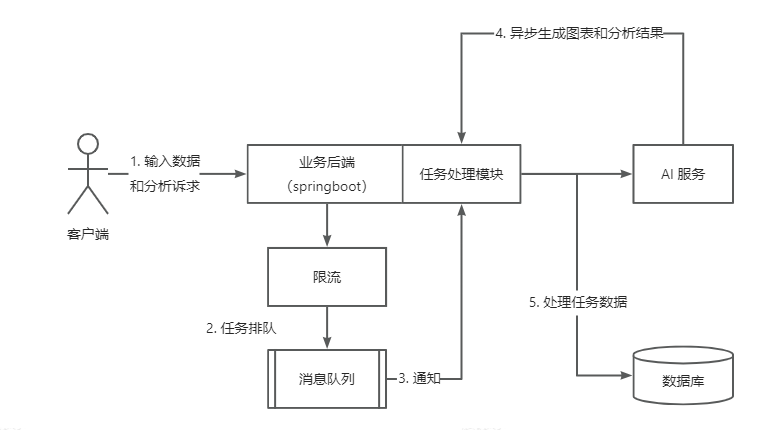 4. 异步生成图表和分析结果
1. 输入数据
和分析诉求
业务后端
（springboot）
任务处理模块
AI 服务
客户端
限流
5. 处理任务数据
2. 任务排队
消息队列
3. 通知
数据库